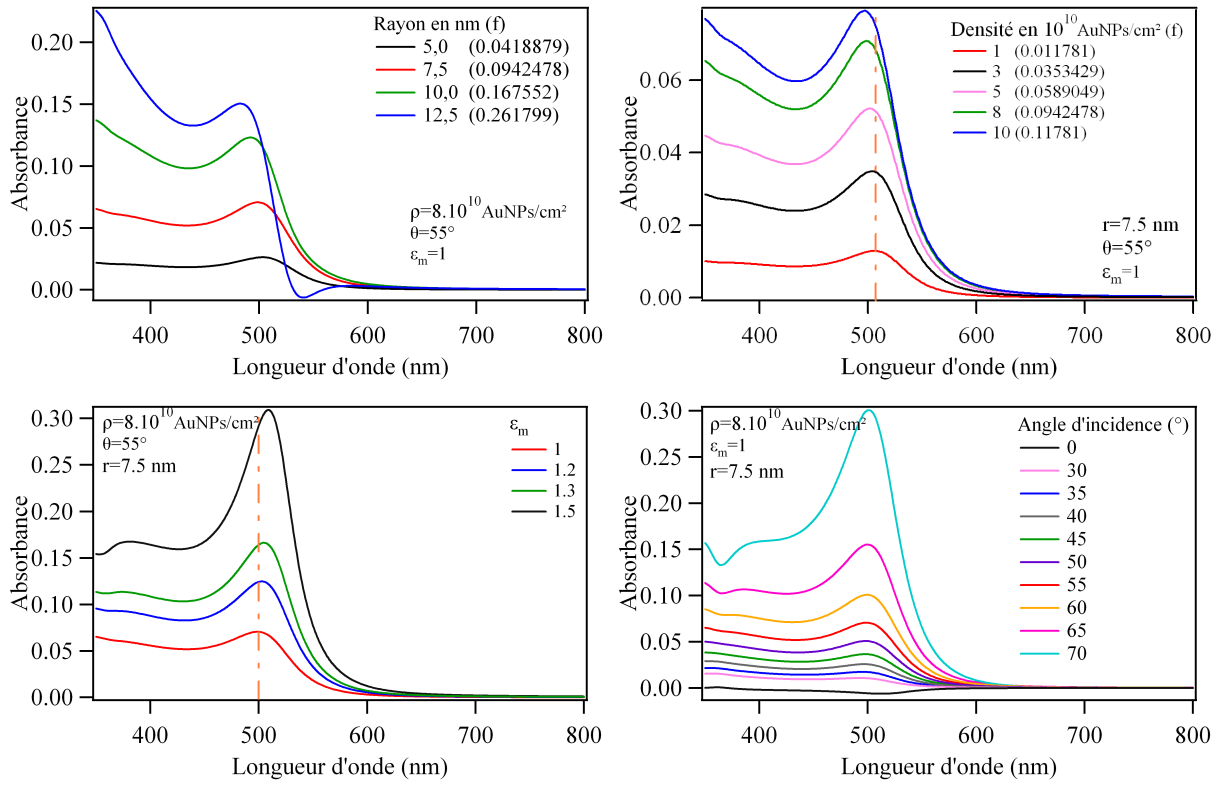 Rayon en nm (f)
5,0 (0.0418879)
7,5 (0.0942478)
10,0 (0.167552)
12,5 (0.261799)
ρ=8.10¹⁰AuNPs/cm²
θ=55°
εₘ=1
0.20
0.15
0.10
0.05
0.00
Absorbance
400 500 600 700 800
Longueur d'onde (nm)
Densité en 10¹⁰AuNPs/cm² (f)
1 (0.011781)
3 (0.0353429)
5 (0.0589049)
8 (0.0942478)
10 (0.11781)
r=7.5 nm
θ=55°
εₘ=1
0.06
0.04
0.02
0.00
Absorbance
400 500 600 700 800
Longueur d'onde (nm)
ρ=8.10¹⁰AuNPs/cm²
θ=55°
r=7.5 nm
εₘ
1
1.2
1.3
1.5
0.30
0.25
0.20
0.15
0.10
0.05
0.00
Absorbance
400 500 600 700 800
Longueur d'onde (nm)
ρ=8.10¹⁰AuNPs/cm²
εₘ=1
r=7.5 nm
Angle d'incidence (°)
0
30
35
40
45
50
55
60
65
70
0.30
0.25
0.20
0.15
0.10
0.05
0.00
Absorbance
400 500 600 700 800
Longueur d'onde (nm)